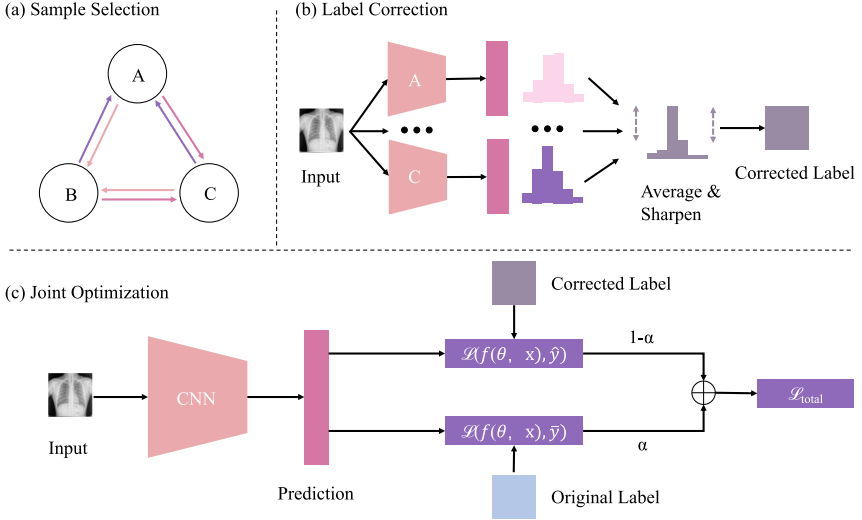 (a) Sample Selection
A
B
C
(b) Label Correction
A
C
Input
Average &
Sharpen
Corrected Label
(c) Joint Optimization
Input
CNN
Prediction
Corrected Label
ℒ(f(θ, x), ŷ)
1-α
ℒ(f(θ, x), ȳ)
α
Original Label
ℒtotal